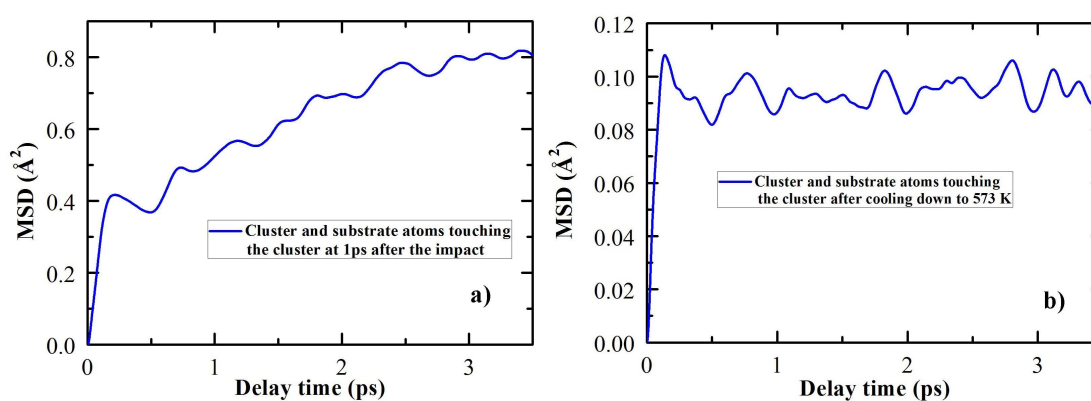 MSD (Å²)
0.8
0.6
0.4
0.2
0.0
0
1
2
3
Delay time (ps)
Cluster and substrate atoms touching
the cluster at 1ps after the impact
a)
MSD (Å²)
0.12
0.10
0.08
0.06
0.04
0.02
0.00
0
1
2
3
Delay time (ps)
Cluster and substrate atoms touching
the cluster after cooling down to 573 K
b)